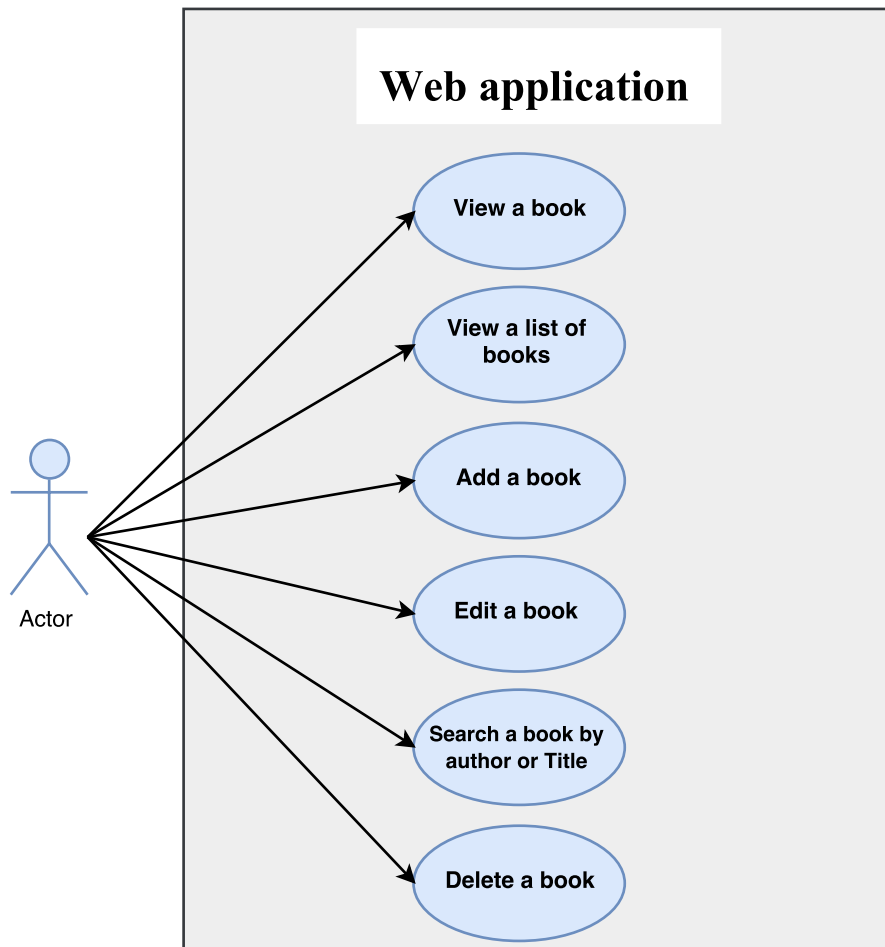 Web application
View a book
View a list of
books
Add a book
Edit a book
Actor
Search a book by
author or Title
Delete a book